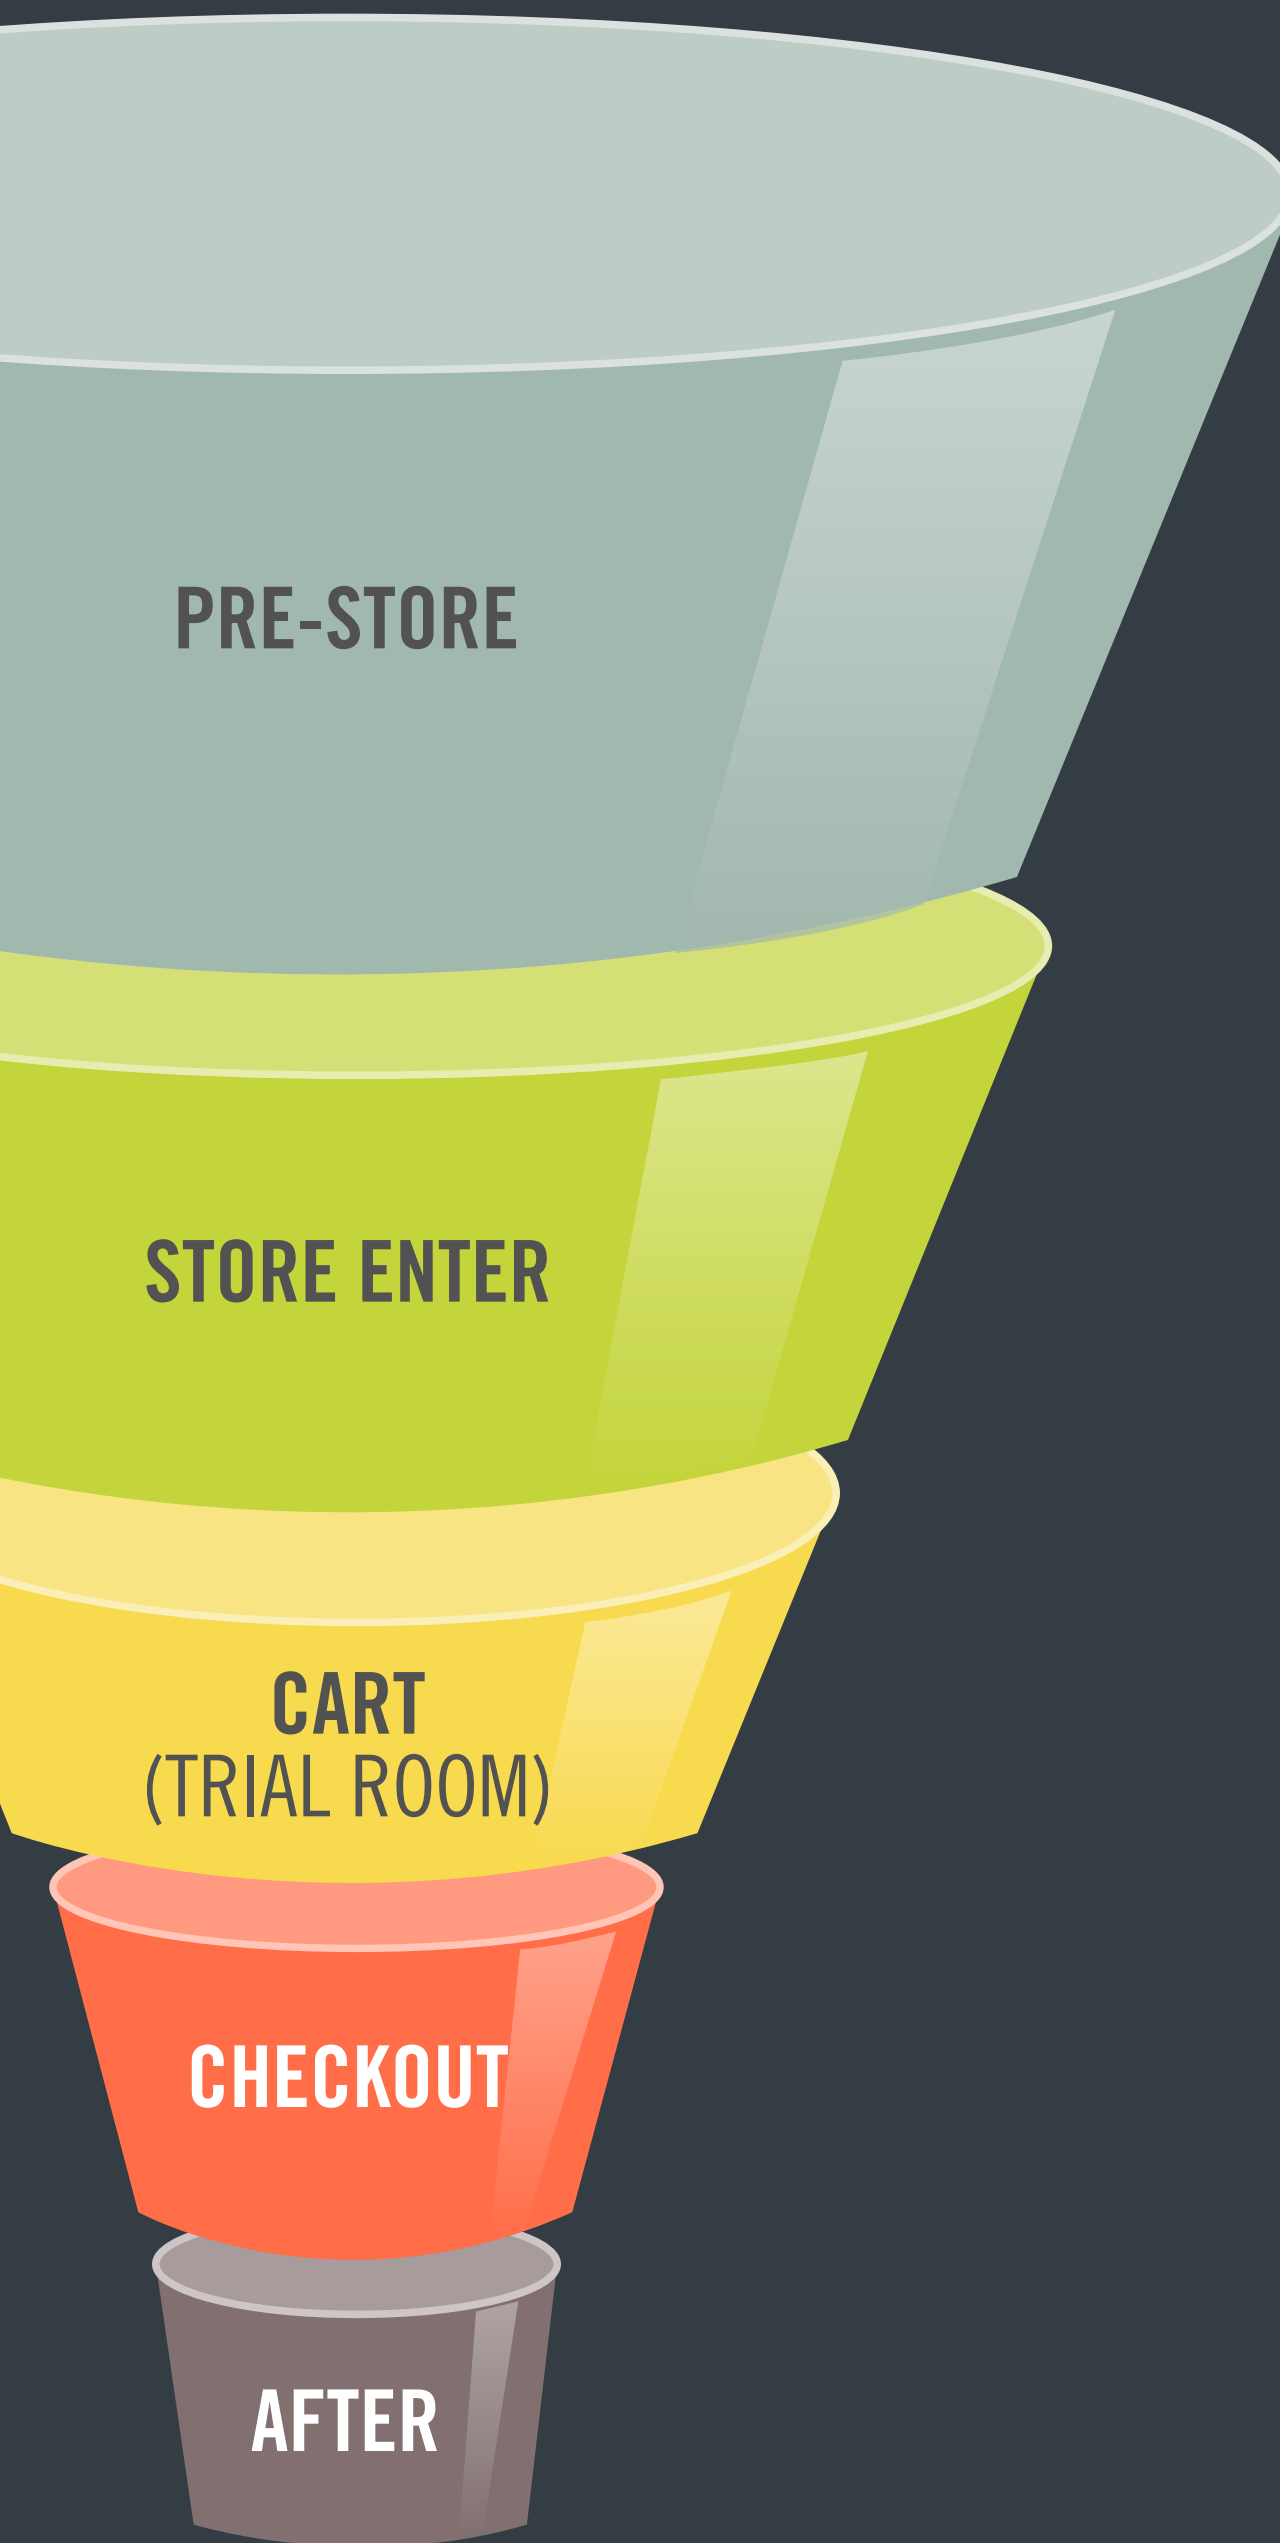 PRE-STORE
STORE ENTER
CART
(TRIAL ROOM)
CHECKOUT
AFTER